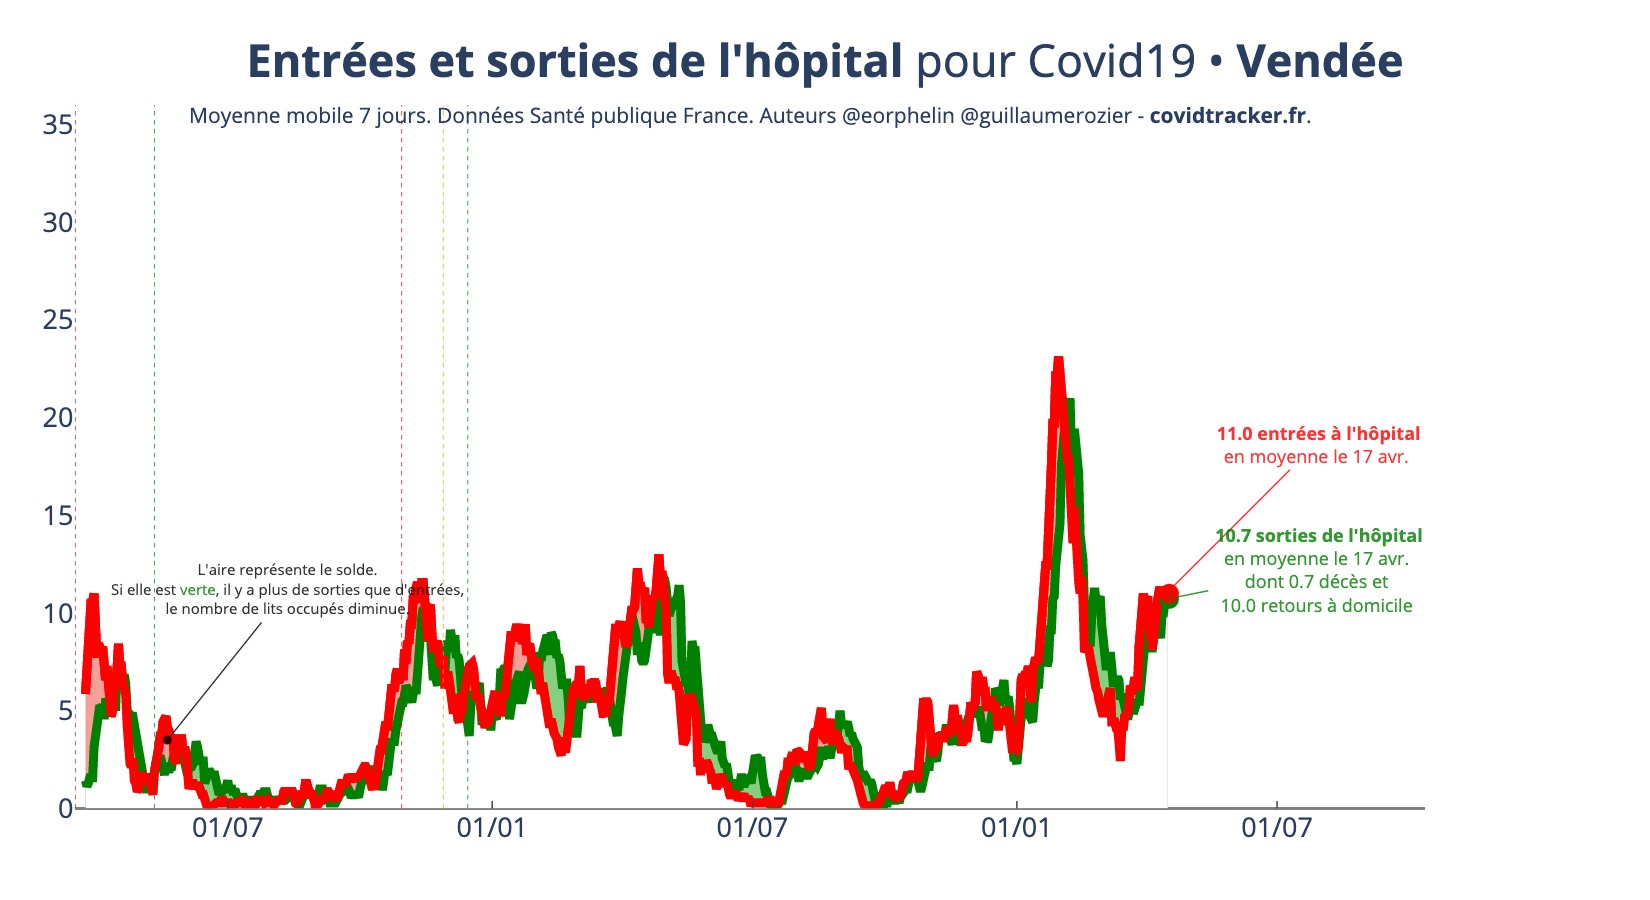 Entrées et sorties de l'hôpital pour Covid19 • Vendée
Moyenne mobile 7 jours. Données Santé publique France. Auteurs @eorphelin @guillaumerozier - covidtracker.fr.
35
30
25
20
15
10
5
0
11.0 entrées à l'hôpital
en moyenne le 17 avr.
10.7 sorties de l'hôpital
en moyenne le 17 avr.
dont 0.7 décès et
10.0 retours à domicile
L'aire représente le solde.
Si elle est verte, il y a plus de sorties que d'entrées,
le nombre de lits occupés diminue.
01/07
01/01
01/07
01/01
01/07